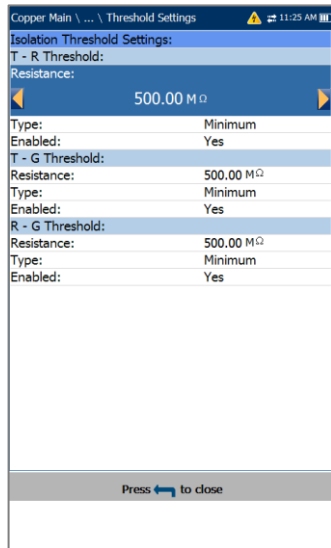 Copper Main \ ... \ Threshold Settings 11:25 AM
Isolation Threshold Settings:
T - R Threshold:
Resistance:
500.00 M Ω
Type: Minimum
Enabled: Yes
T - G Threshold:
Resistance: 500.00 MΩ
Type: Minimum
Enabled: Yes
R - G Threshold:
Resistance: 500.00 MΩ
Type: Minimum
Enabled: Yes
Press to close